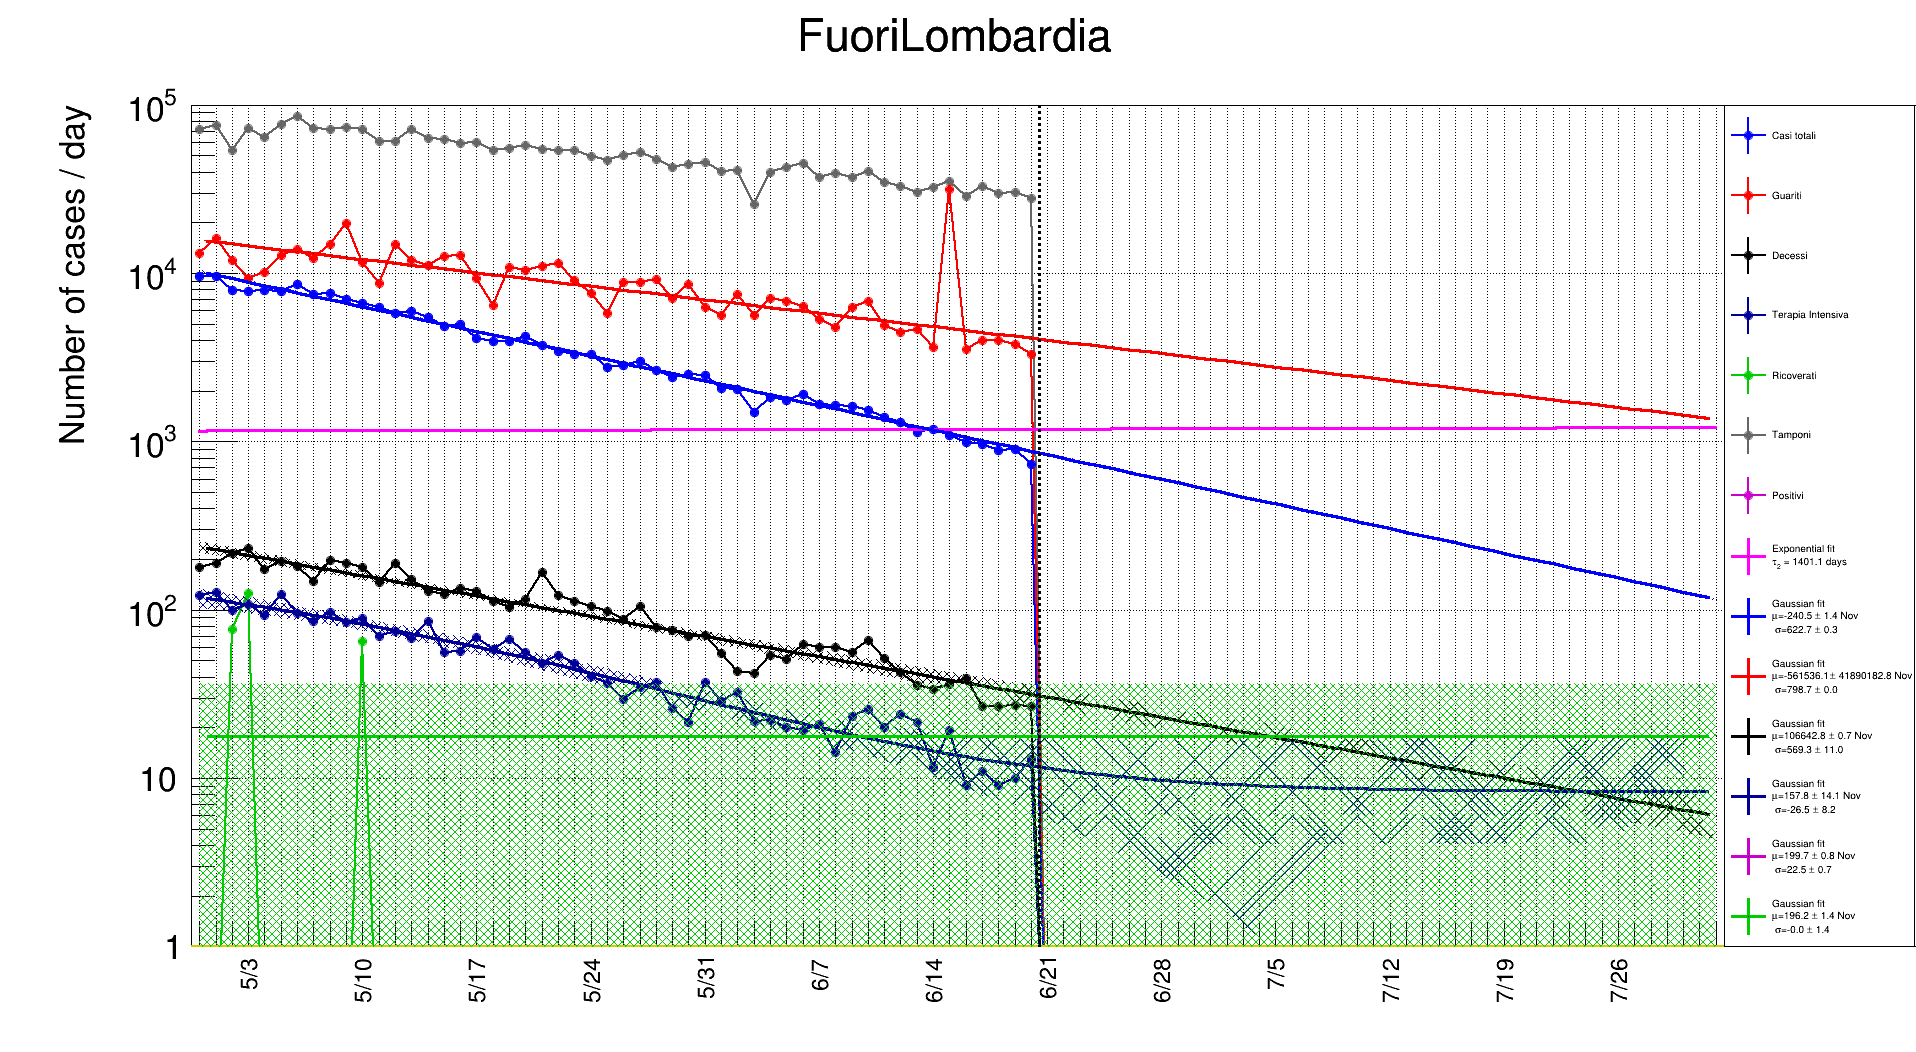 FuoriLombardia
Number of cases / day
10^5
10^4
10^3
10^2
10
1
5/3
5/10
5/17
5/24
5/31
6/7
6/14
6/21
6/28
7/5
7/12
7/19
7/26
Casi totali
Guariti
Decessi
Terapia Intensiva
Ricoverati
Tamponi
Positivi
Exponential fit
τ₂ = 1401.1 days
Gaussian fit
μ=-240.5 ± 1.4 Nov
σ=622.7 ± 0.3
Gaussian fit
μ=-561536.1± 41890182.8 Nov
σ=798.7 ± 0.0
Gaussian fit
μ=106642.8 ± 0.7 Nov
σ=569.3 ± 11.0
Gaussian fit
μ=157.8 ± 14.1 Nov
σ=-26.5 ± 8.2
Gaussian fit
μ=199.7 ± 0.8 Nov
σ=22.5 ± 0.7
Gaussian fit
μ=196.2 ± 1.4 Nov
σ=-0.0 ± 1.4